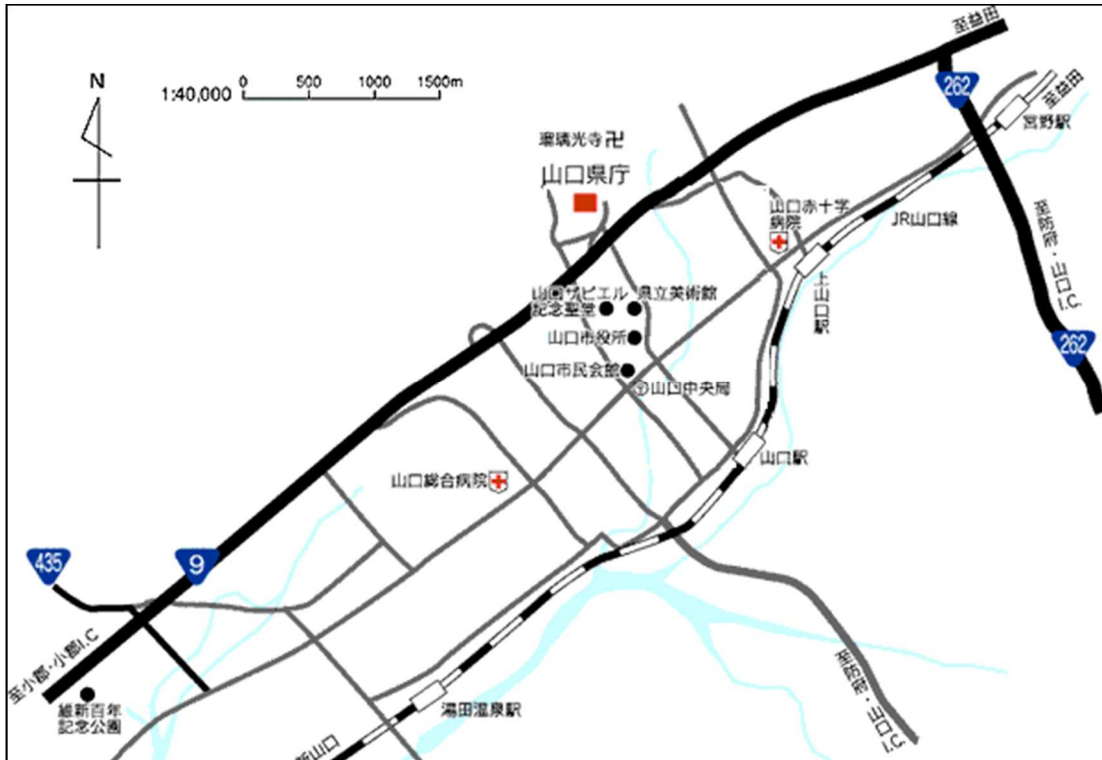 至益田
N
0 500 1000 1500m
1:40,000
262
至益田
宮野駅
瑠璃光寺卍
山口県庁
山口赤十字
病院
JR山口線
至防府・山口I.C.
上山口駅
山口ザビエル
記念聖堂
県立美術館
山口市役所
262
山口市民会館
〒山口中央局
山口駅
山口総合病院
435
9
至小郡・小郡I.C
維新百年
記念公園
湯田温泉駅
新山口
至防府・山口I.C